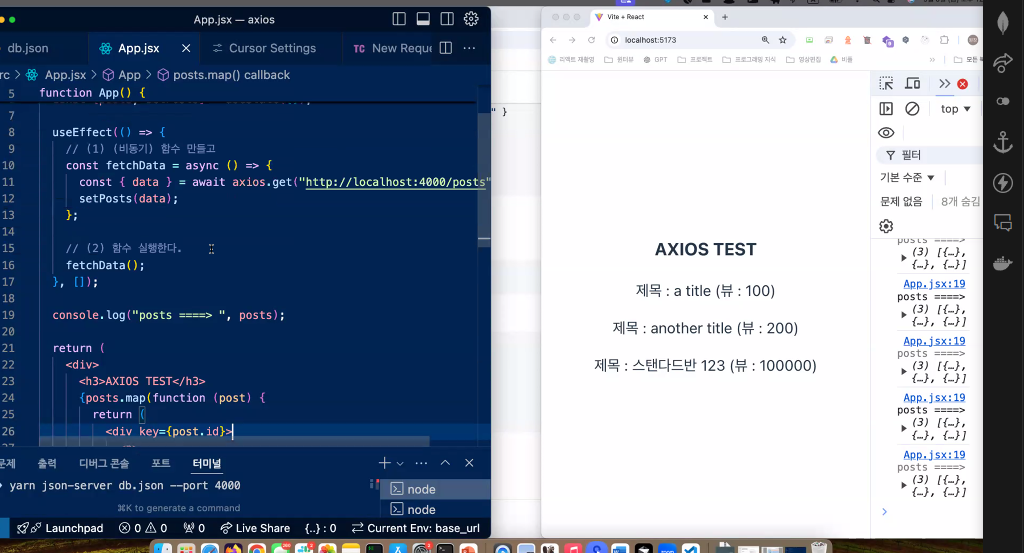 App.jsx — axios
db.json
App.jsx
Cursor Settings
TC New Reque
rc > App.jsx > App > posts.map() callback
5 function App() {
7
8 useEffect(() => {
9 // (1) (비동기) 함수 만들고
10 const fetchData = async () => {
11 const { data } = await axios.get("http://localhost:4000/posts"
12 setPosts(data);
13 };
14
15 // (2) 함수 실행한다.
16 fetchData();
17 }, []);
18
19 console.log("posts ====> ", posts);
20
21 return (
22 <div>
23 <h3>AXIOS TEST</h3>
24 {posts.map(function (post) {
25 return (
26 <div key={post.id}>
문제 출력 디버그 콘솔 포트 터미널
yarn json-server db.json --port 4000
node
node
⌘K to generate a command
Launchpad 0 0 0 Live Share {..} : 0 Current Env: base_url
" }
Vite + React
localhost:5173
리액트 재활용 원티뷰 GPT 프로젝트 프로그래밍 지식 영상편집 바플
AXIOS TEST
제목 : a title (뷰 : 100)
제목 : another title (뷰 : 200)
제목 : 스탠다드반 123 (뷰 : 100000)
top
필터
기본 수준
문제 없음 8개 숨김
posts ====>
(3) [{…}, {…}, {…}]
App.jsx:19
posts ====>
(3) [{…}, {…}, {…}]
App.jsx:19
posts ====>
(3) [{…}, {…}, {…}]
App.jsx:19
posts ====>
(3) [{…}, {…}, {…}]
App.jsx:19
posts ====>
(3) [{…}, {…}, {…}]